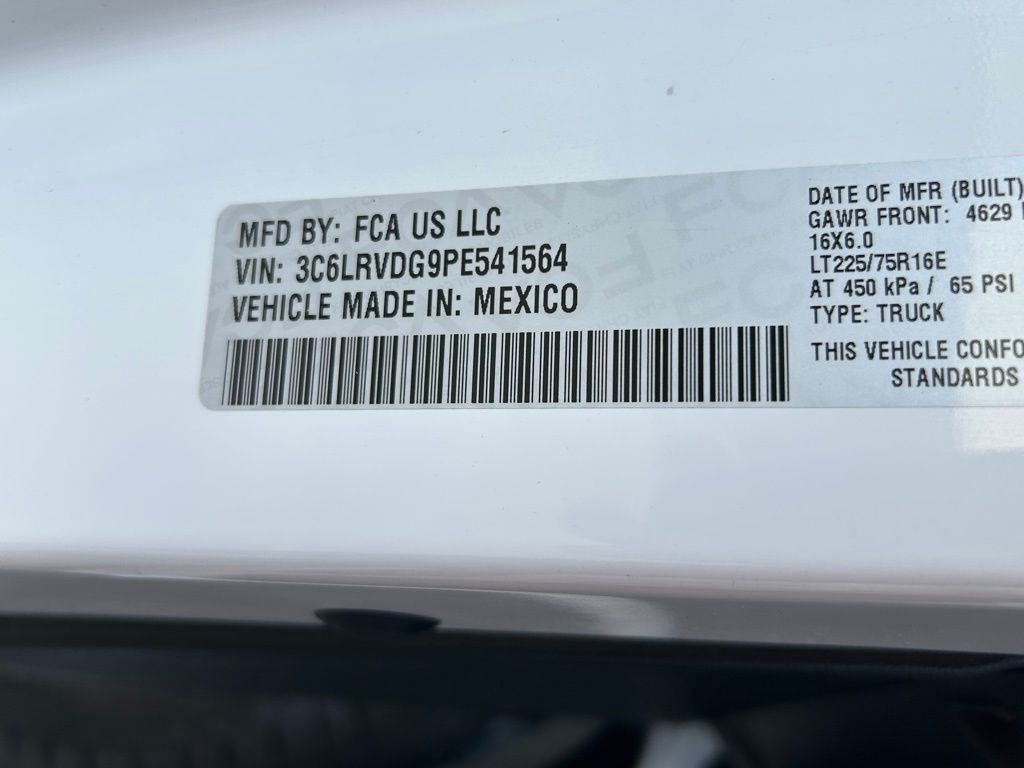 MFD BY: FCA US LLC
VIN: 3C6LRVDG9PE541564
VEHICLE MADE IN: MEXICO
DATE OF MFR (BUILT)
GAWR FRONT: 4629
16X6.0
LT225/75R16E
AT 450 kPa / 65 PSI
TYPE: TRUCK
THIS VEHICLE
STANDARDS